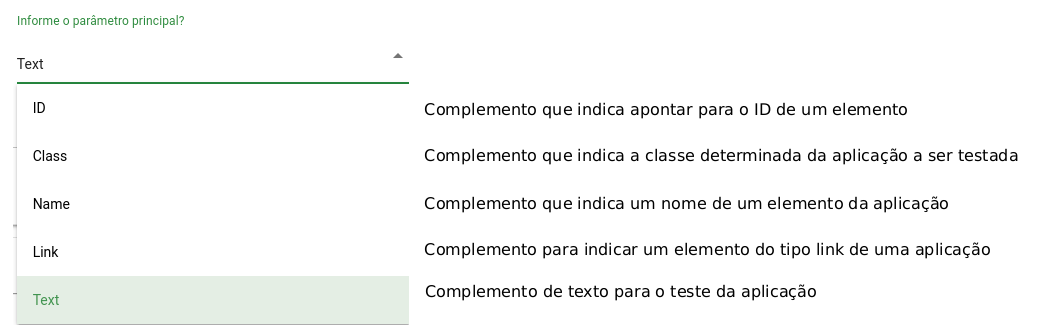 Informe o parâmetro principal?
Text
ID Complemento que indica apontar para o ID de um elemento
Class Complemento que indica a classe determinada da aplicação a ser testada
Name Complemento que indica um nome de um elemento da aplicação
Link Complemento para indicar um elemento do tipo link de uma aplicação
Text Complemento de texto para o teste da aplicação